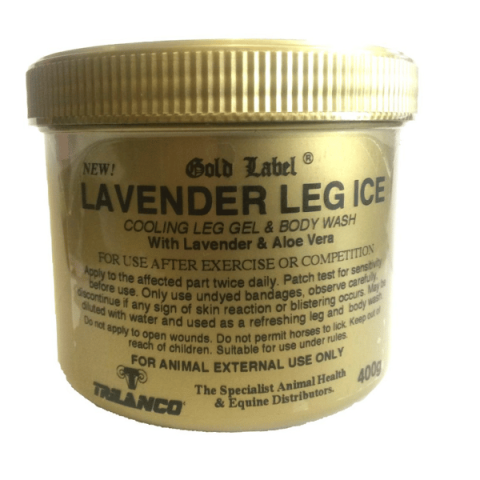 NEW!
Gold Label ®
LAVENDER LEG ICE
COOLING LEG GEL & BODY WASH
With Lavender & Aloe Vera
FOR USE AFTER EXERCISE OR COMPETITION
Apply to the affected part twice daily. Patch test for sensitivity
before use. Only use undyed bandages, observe carefully,
discontinue if any sign of skin reaction or blistering occurs. May be
diluted with water and used as a refreshing leg and body wash.
Do not apply to open wounds. Do not permit horses to lick. Keep out of
reach of children. Suitable for use under rules.
FOR ANIMAL EXTERNAL USE ONLY
400g
TRILANCO
The Specialist Animal Health
& Equine Distributors.